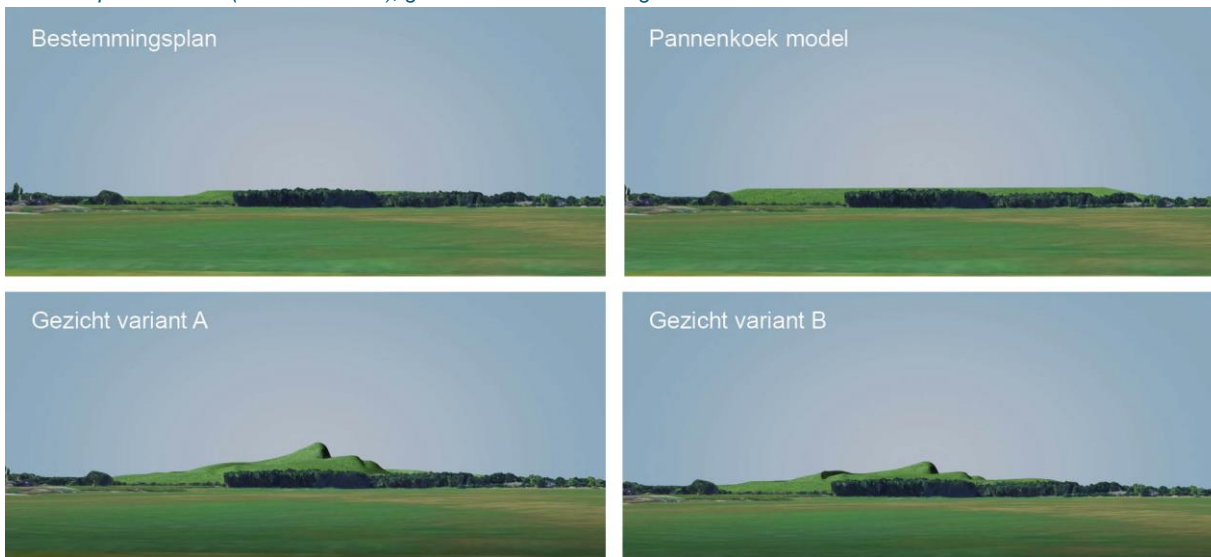 Bestemmingsplan
Pannenkoek model
Gezicht variant A
Gezicht variant B